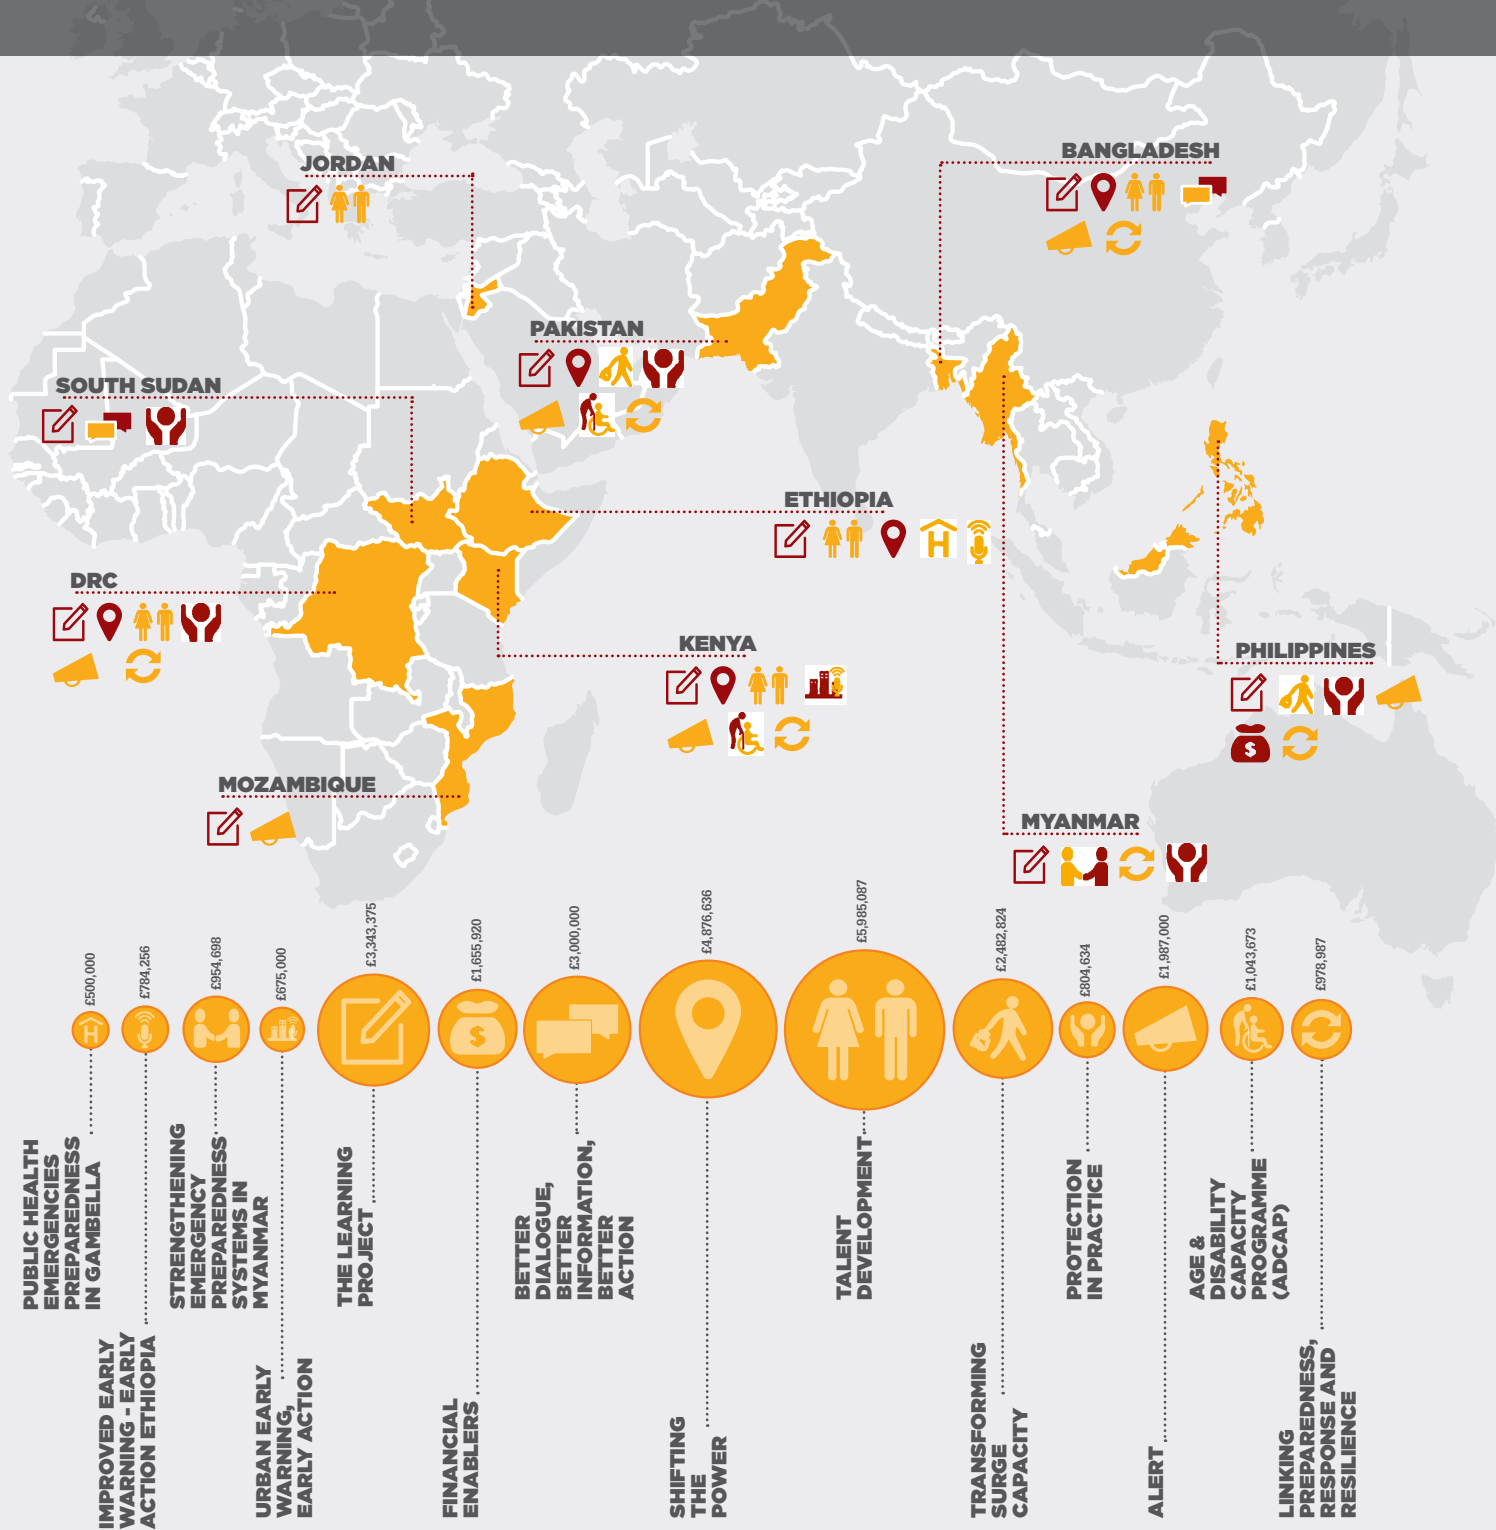 JORDAN
BANGLADESH
PAKISTAN
SOUTH SUDAN
ETHIOPIA
DRC
KENYA
PHILIPPINES
MOZAMBIQUE
MYANMAR
£500,000
£784,256
£954,698
£675,000
£3,343,375
£1,655,920
£3,000,000
£4,876,636
£5,985,087
£2,482,824
£804,634
£1,987,000
£1,043,673
£978,987
H
$
PUBLIC HEALTH
EMERGENCIES
PREPAREDNESS
IN GAMBELLA
IMPROVED EARLY
WARNING - EARLY
ACTION ETHIOPIA
STRENGTHENING
EMERGENCY
PREPAREDNESS
SYSTEMS IN
MYANMAR
URBAN EARLY
WARNING,
EARLY ACTION
THE LEARNING
PROJECT
FINANCIAL
ENABLERS
BETTER
DIALOGUE,
BETTER
INFORMATION,
BETTER
ACTION
SHIFTING
THE
POWER
TALENT
DEVELOPMENT
TRANSFORMING
SURGE
CAPACITY
PROTECTION
IN PRACTICE
ALERT
AGE &
DISABILITY
CAPACITY
PROGRAMME
(ADCAP)
LINKING
PREPAREDNESS,
RESPONSE AND
RESILIENCE